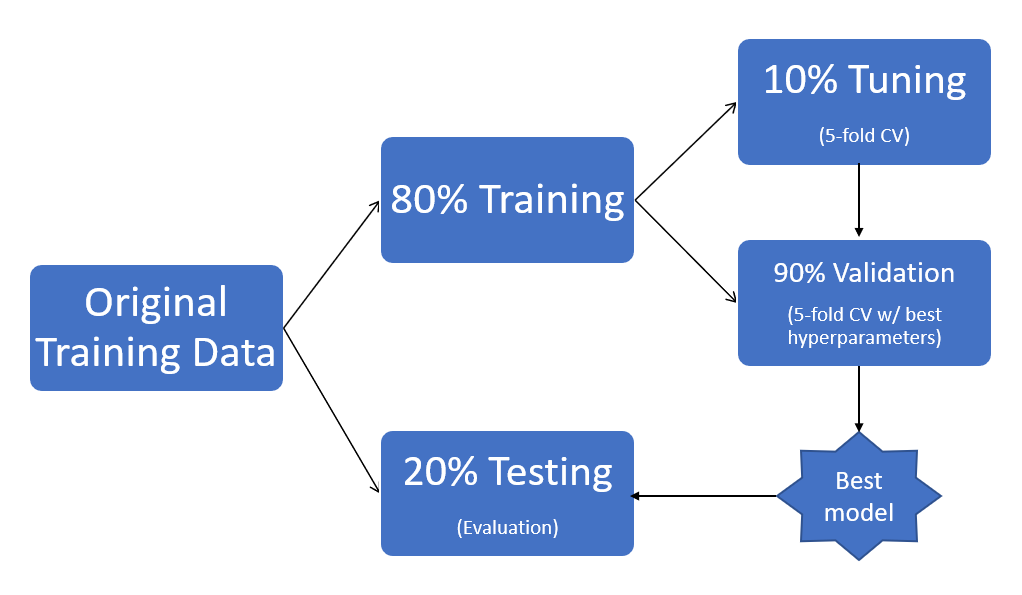 Original
Training Data
80% Training
20% Testing
(Evaluation)
10% Tuning
(5-fold CV)
90% Validation
(5-fold CV w/ best
hyperparameters)
Best
model